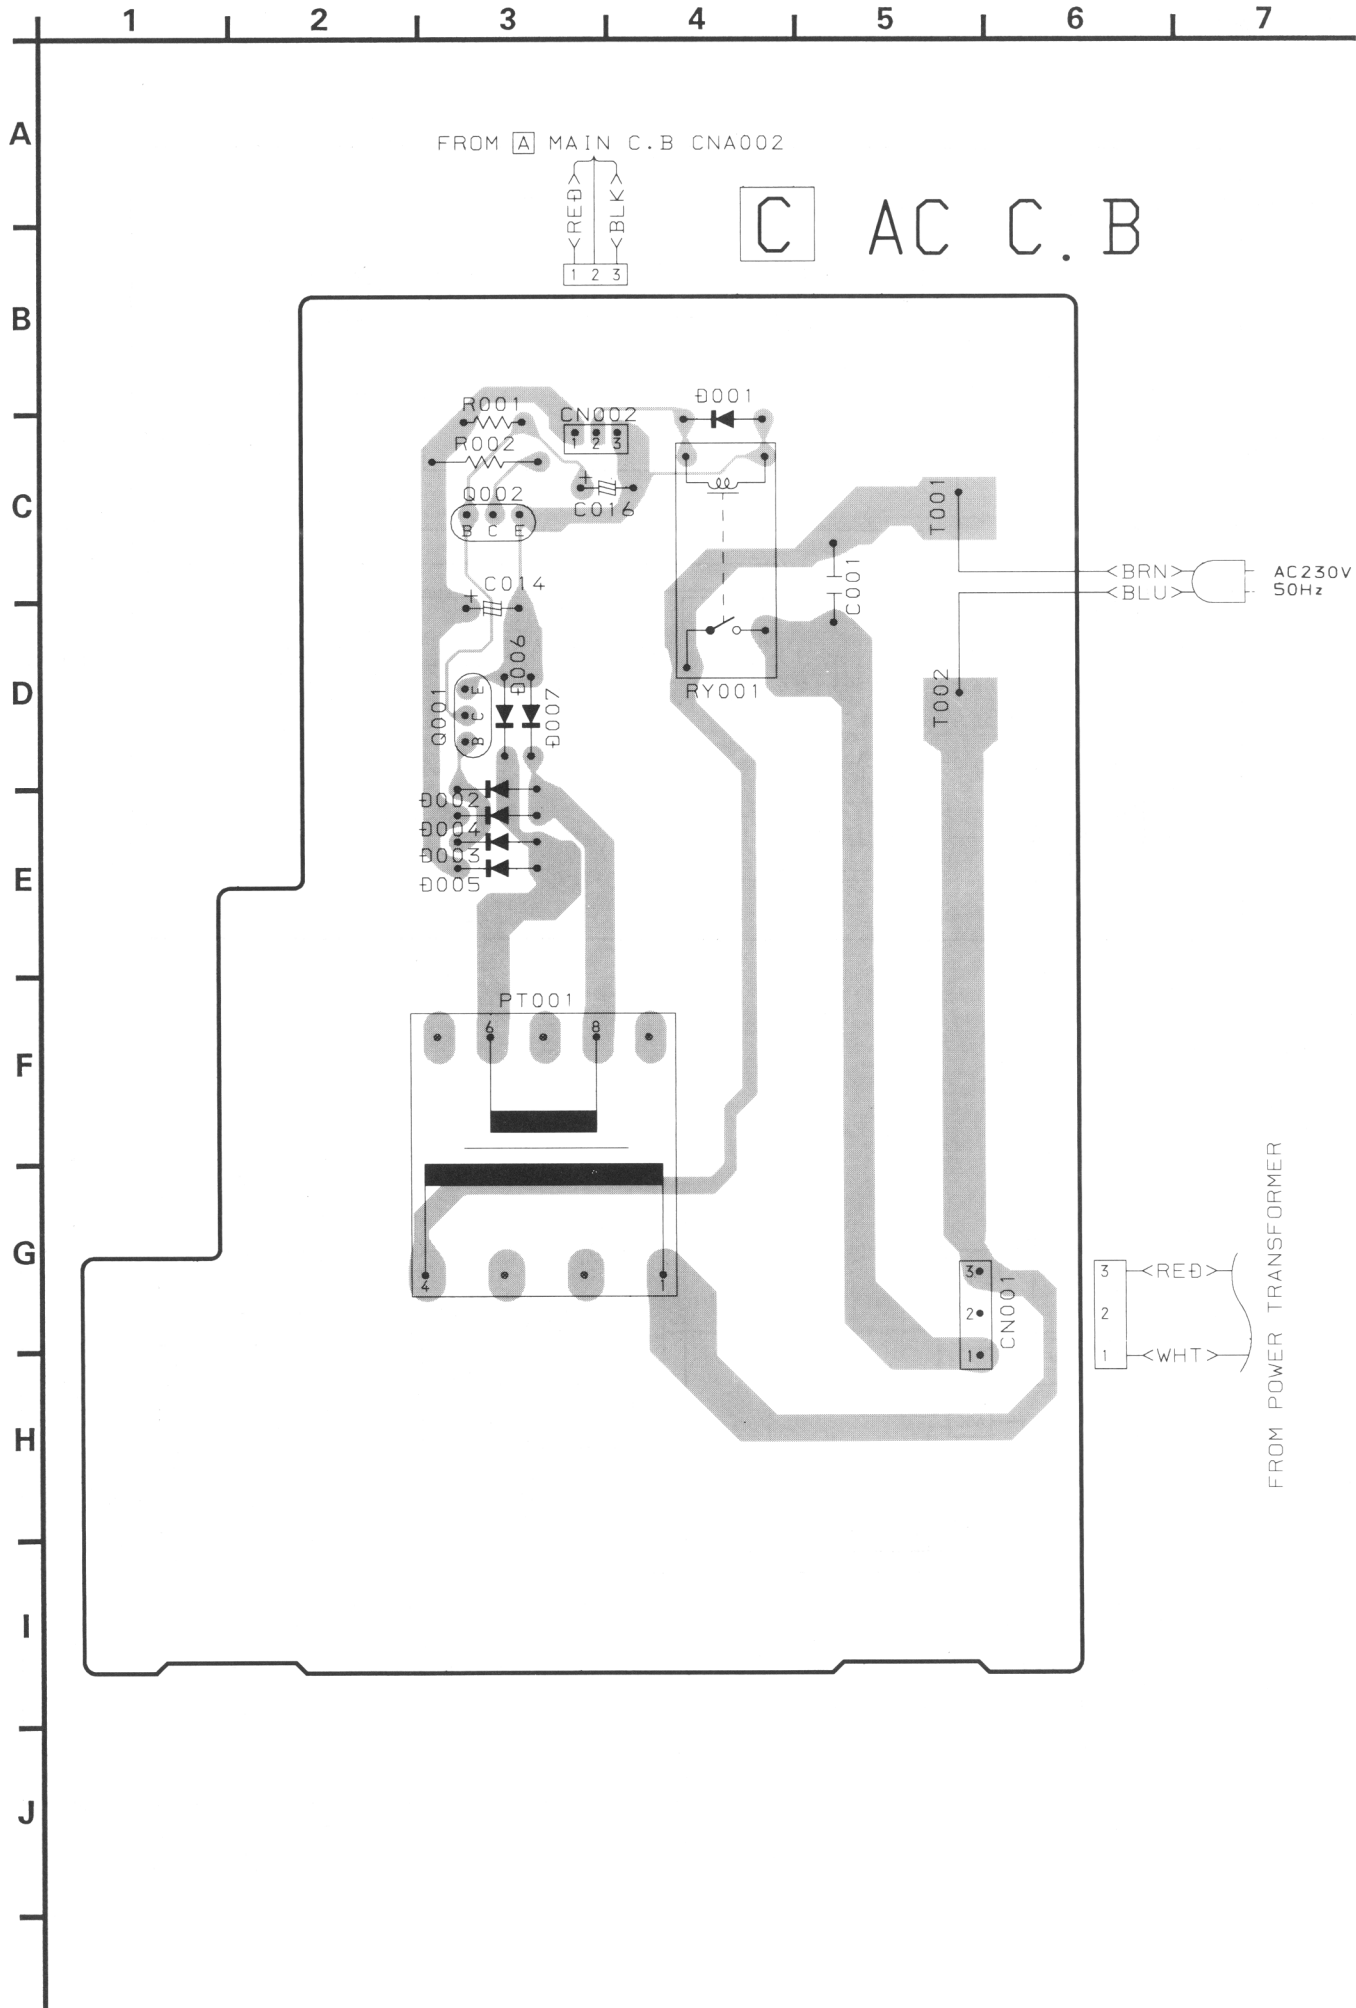 1 2 3 4 5 6 7
A
FROM A MAIN C.B CNA002
<RED>
<BLK>
1 2 3
C AC C.B
B
R001
CN002
1 2 3
D001
R002
+
C016
C
Q002
B C E
T001
<BRN>
<BLU>
AC230V
50Hz
C001
+ C014
D
D006
Q001
E
C
B
D007
RY001
T002
D002
D004
D003
D005
E
PT001
6 8
F
G
4 1
3
2
1
CN001
3 <RED>
2
1 <WHT>
FROM POWER TRANSFORMER
H
I
J